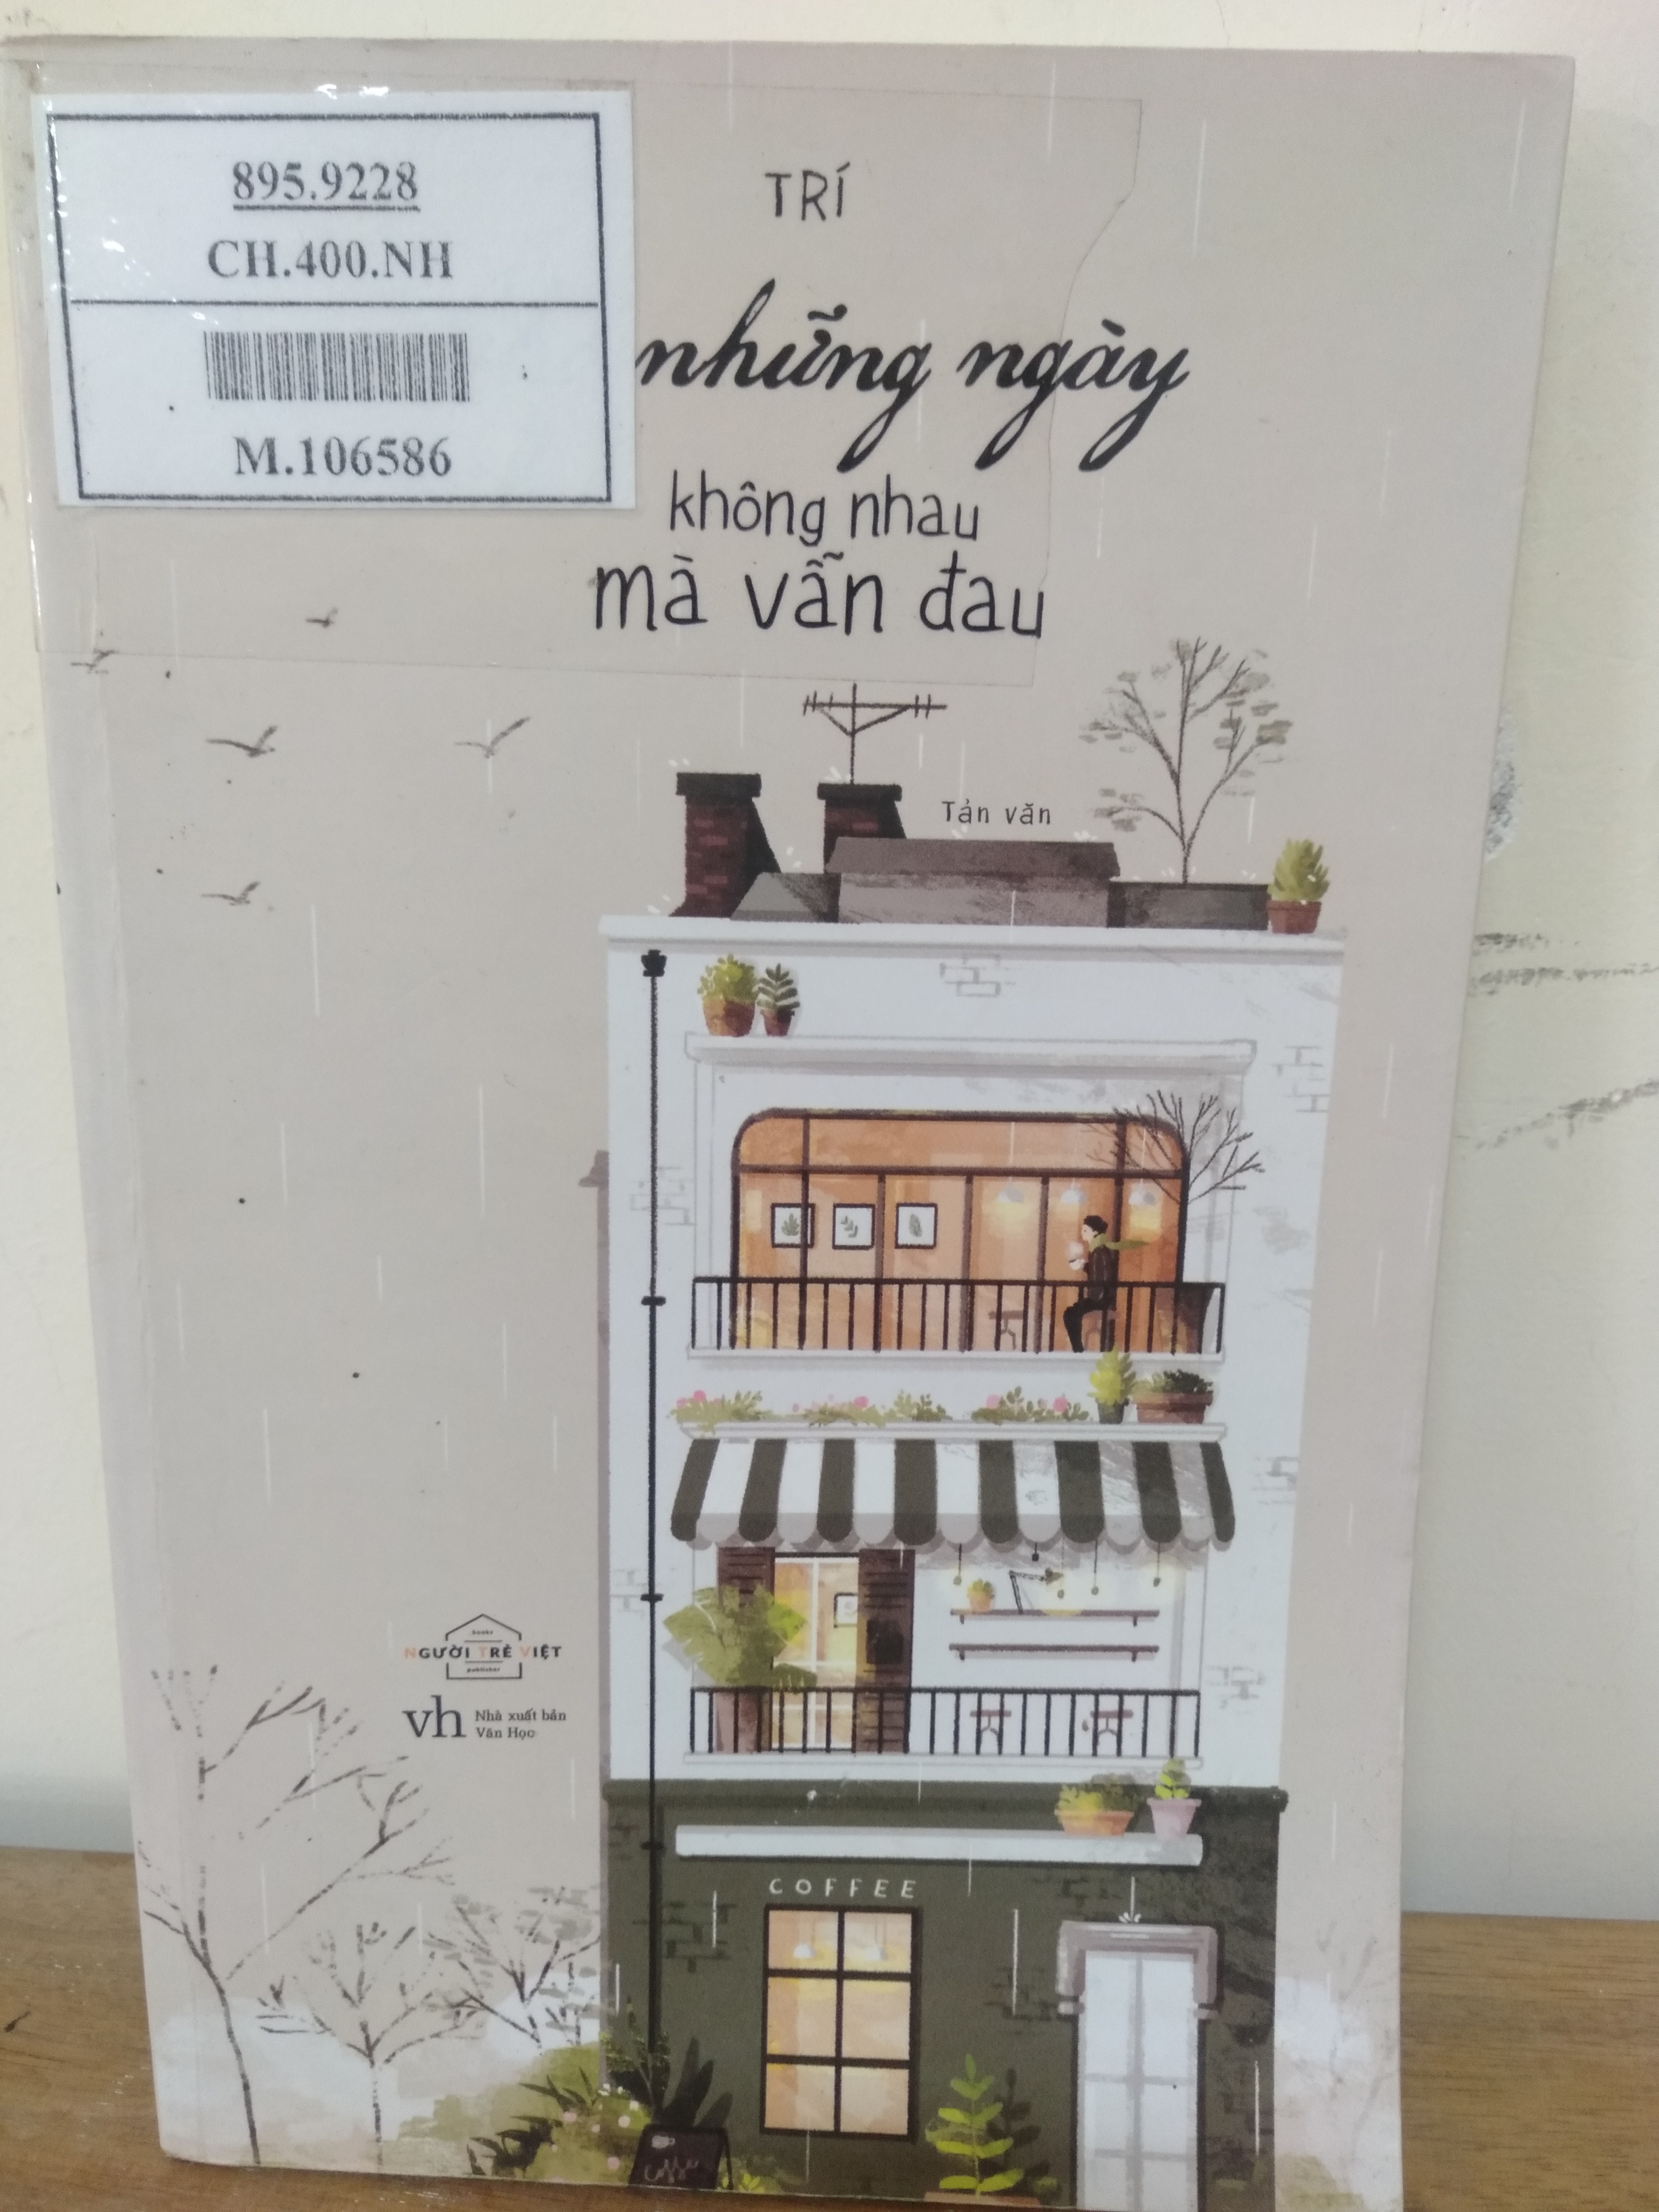 895.9228
CH.400.NH
M.106586
TRÍ
những ngày
không nhau
mà vẫn đau
Tản văn
books
NGƯỜI TRẺ VIỆT
publisher
vh Nhà xuất bản
Văn Học
COFFEE
coffee